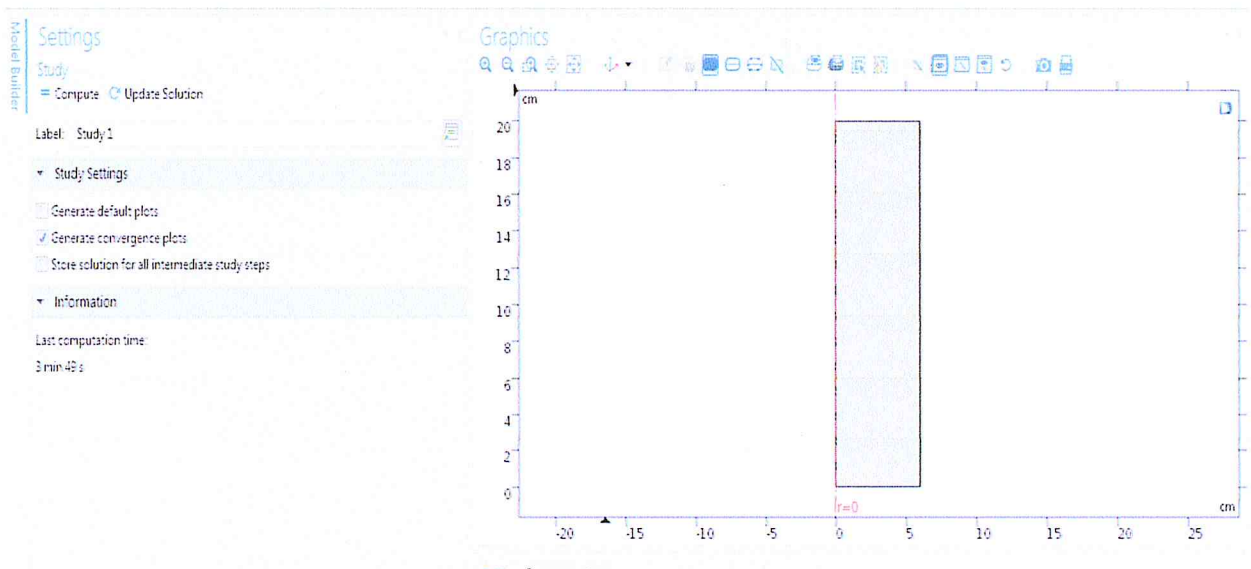 Model Builder
Settings
Study
= Compute Update Solution
Label: Study 1
Study Settings
Generate default plots
Generate convergence plots
Store solution for all intermediate study steps
Information
Last computation time:
3 min 49 s
Graphics
cm
20
18
16
14
12
10
8
6
4
2
0
r=0
cm
-20 -15 -10 -5 0 5 10 15 20 25